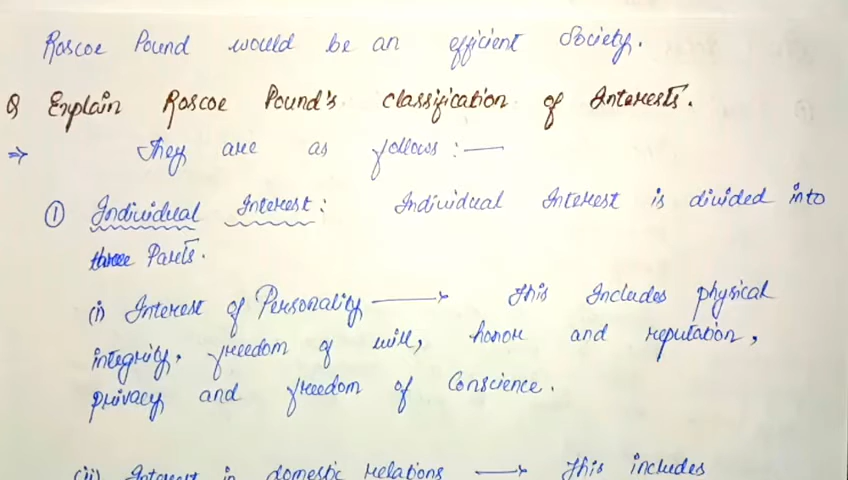 Roscoe Pound would be an efficient Society.
Q Explain Roscoe Pound's classification of Interests.
⇒ They are as follows :—
① Individual Interest : Individual Interest is divided into
three Parts.
(i) Interest of Personality → This Includes physical
integrity, freedom of will, honor and reputation,
privacy and freedom of Conscience.
(ii) Interest in domestic relations → This includes